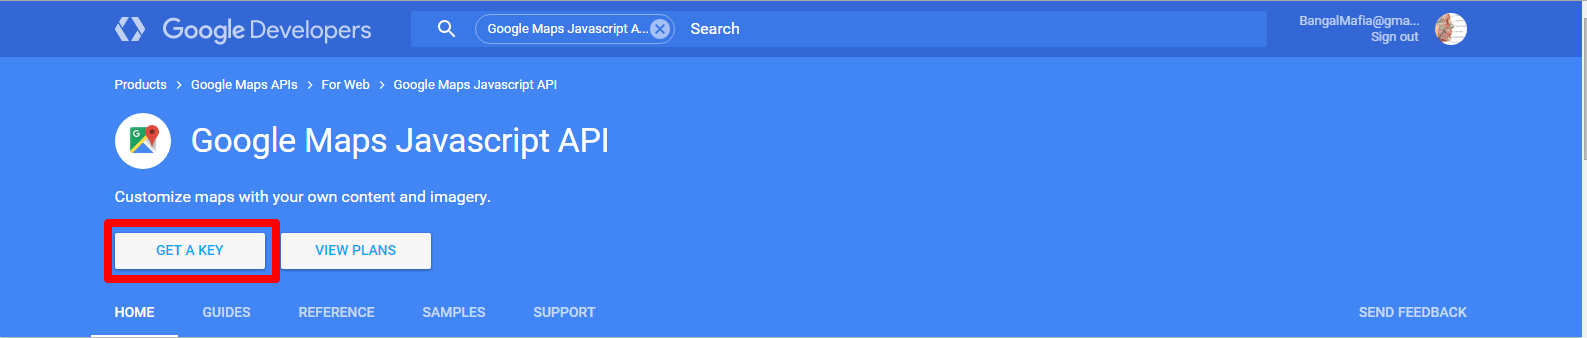 Google Developers
Google Maps Javascript A...
Search
BangalMafia@gma...
Sign out
Products > Google Maps APIs > For Web > Google Maps Javascript API
G
Google Maps Javascript API
Customize maps with your own content and imagery.
GET A KEY
VIEW PLANS
HOME
GUIDES
REFERENCE
SAMPLES
SUPPORT
SEND FEEDBACK